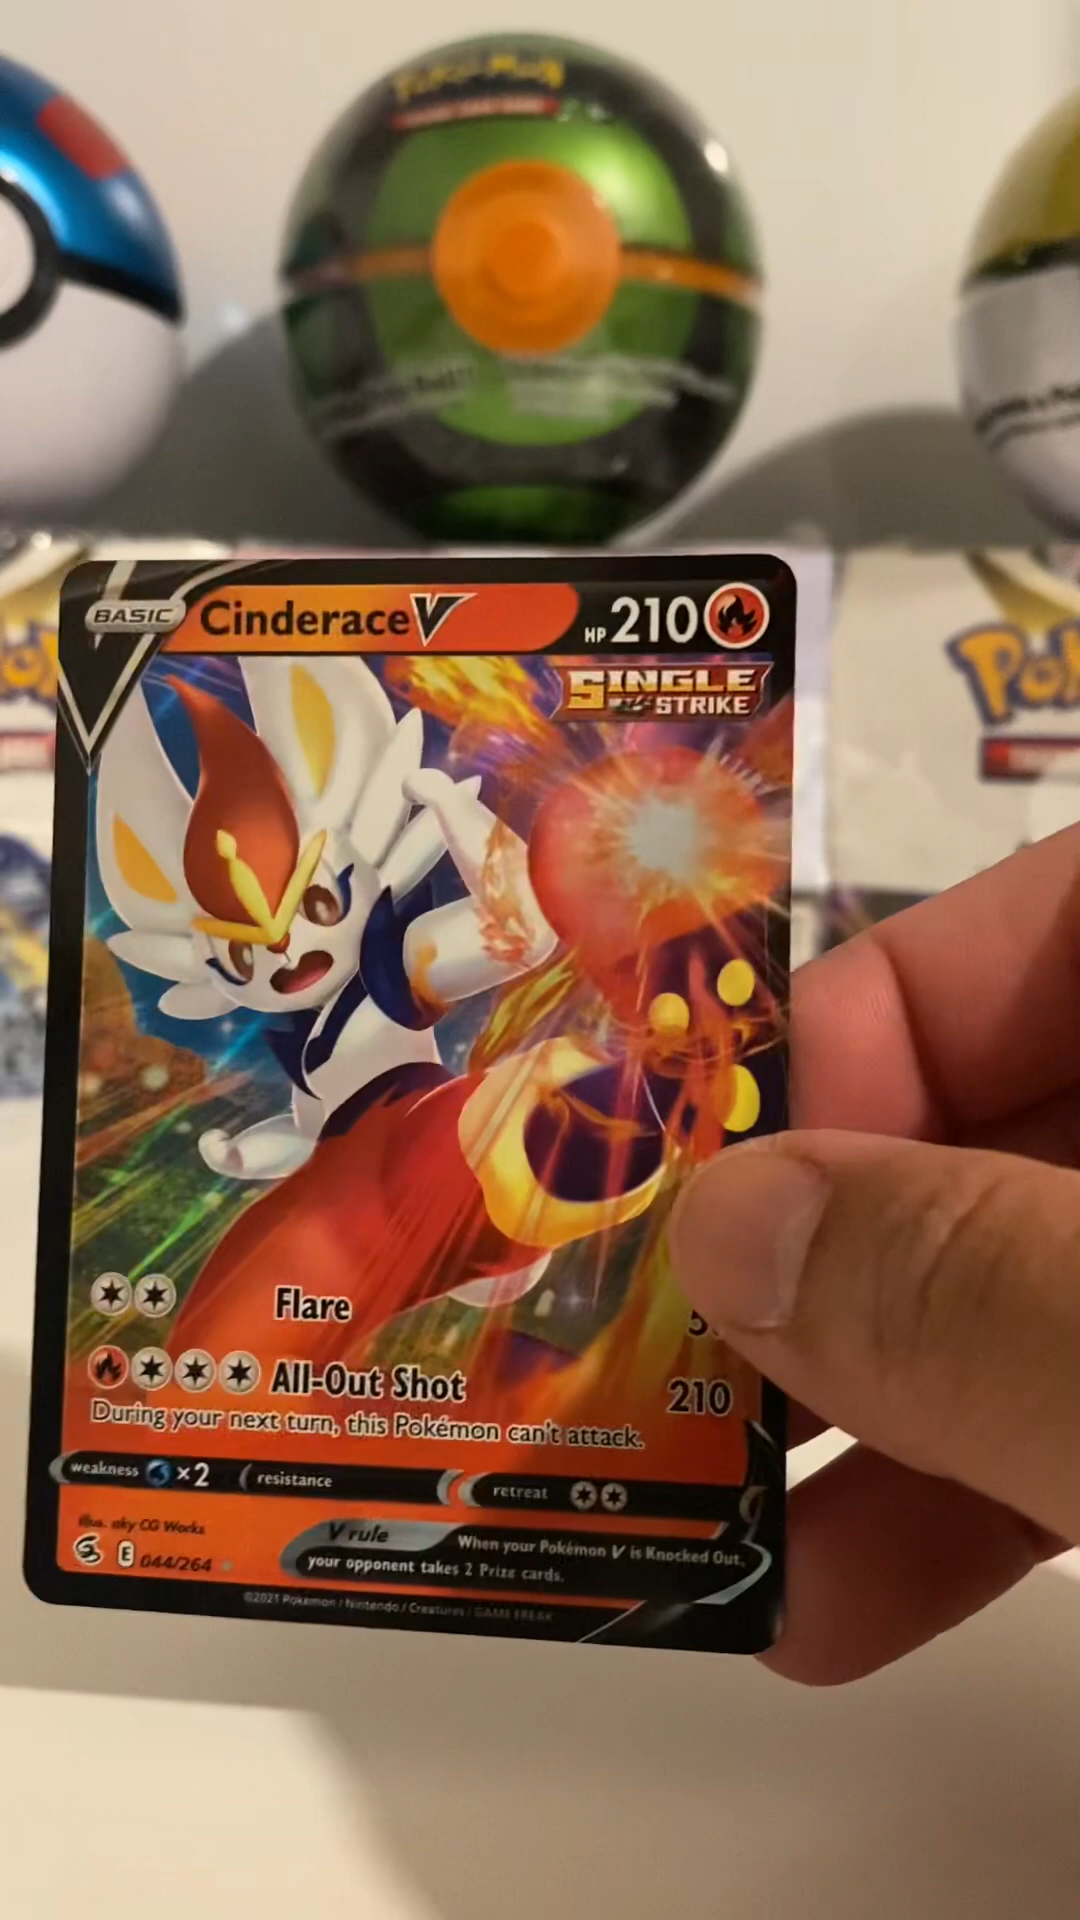 BASIC Cinderace V HP 210
SINGLE
STRIKE
Flare
All-Out Shot 210
During your next turn, this Pokémon can't attack.
weakness ×2 resistance retreat
Illus. aky CG Works
E 044/264
V rule When your Pokémon V is Knocked Out,
your opponent takes 2 Prize cards.
©2021 Pokémon / Nintendo / Creatures / GAME FREAK